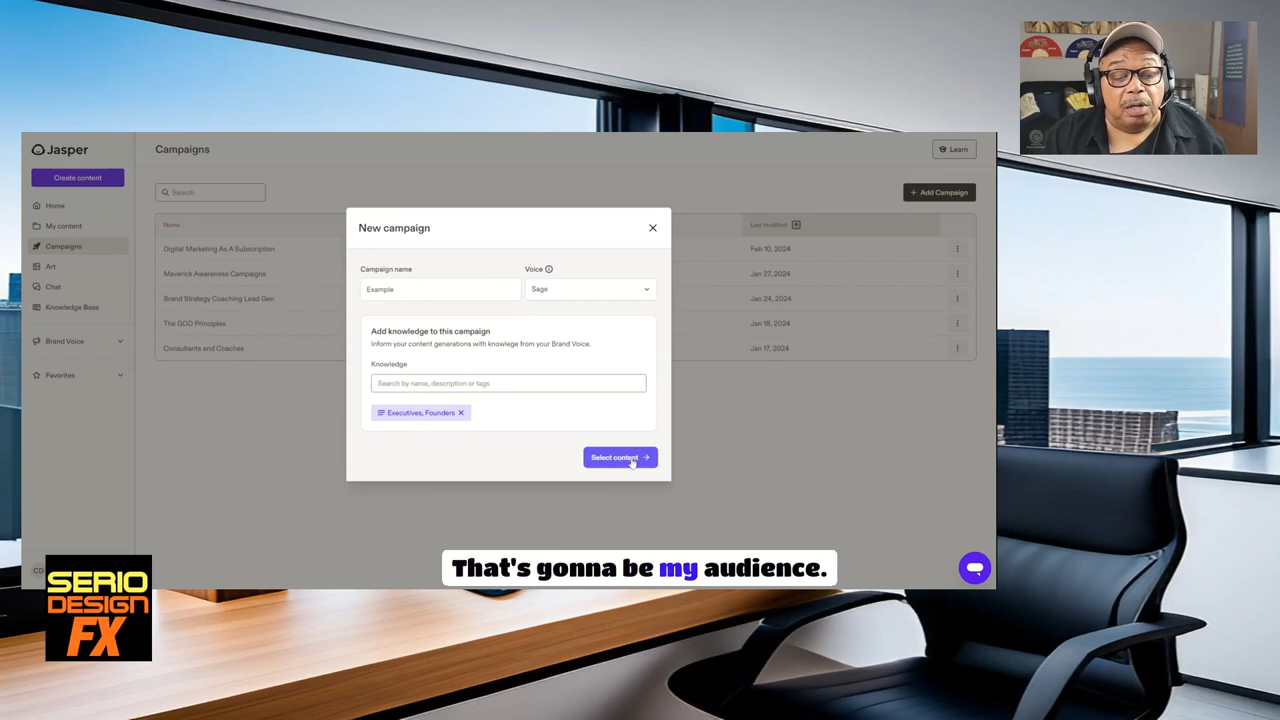 Jasper
Campaigns
Learn
Create content
Search
+ Add Campaign
Home
My content
Campaigns
Art
Chat
Knowledge Base
Brand Voice
Favorites
Name
Last modified
Digital Marketing As A Subscription
Feb 10, 2024
Maverick Awareness Campaigns
Jan 27, 2024
Brand Strategy Coaching Lead Gen
Jan 24, 2024
The GOD Principles
Jan 18, 2024
Consultants and Coaches
Jan 17, 2024
New campaign
Campaign name
Voice
Example
Sage
Add knowledge to this campaign
Inform your content generations with knowlege from your Brand Voice.
Knowledge
Search by name, description or tags
Executives, Founders
Select content
That's gonna be my audience.
CD
SERIO
DESIGN
FX